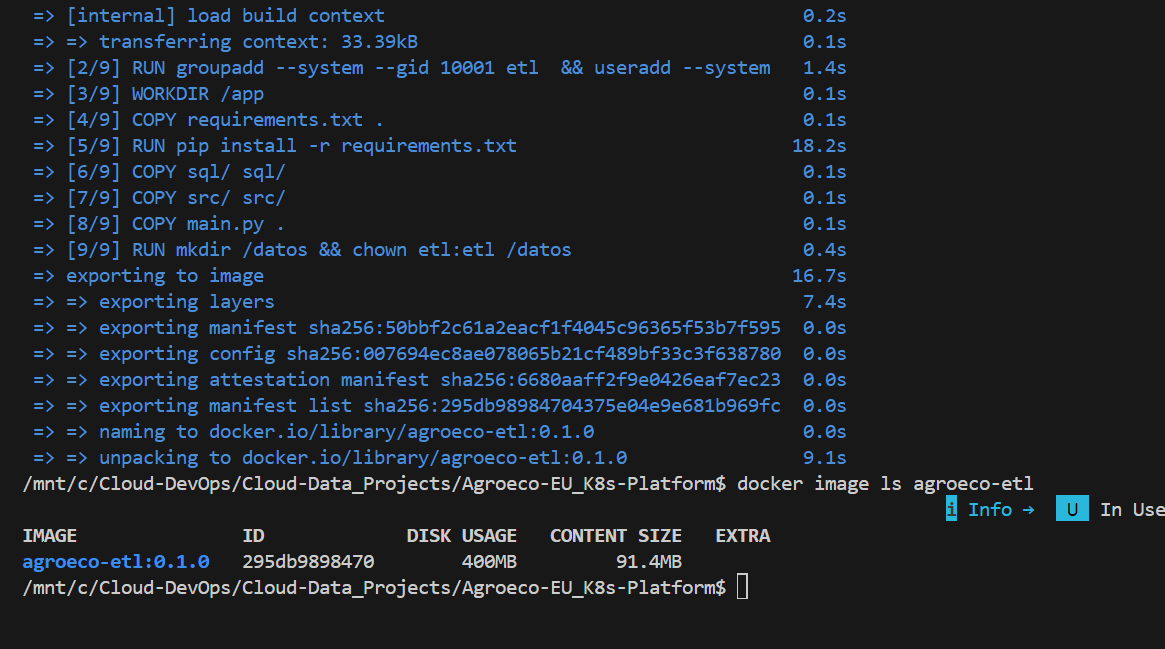 => [internal] load build context 0.2s
=> => transferring context: 33.39kB 0.1s
=> [2/9] RUN groupadd --system --gid 10001 etl  && useradd --system 1.4s
=> [3/9] WORKDIR /app 0.1s
=> [4/9] COPY requirements.txt . 0.1s
=> [5/9] RUN pip install -r requirements.txt 18.2s
=> [6/9] COPY sql/ sql/ 0.1s
=> [7/9] COPY src/ src/ 0.1s
=> [8/9] COPY main.py . 0.1s
=> [9/9] RUN mkdir /datos && chown etl:etl /datos 0.4s
=> exporting to image 16.7s
=> => exporting layers 7.4s
=> => exporting manifest sha256:50bbf2c61a2eacf1f4045c96365f53b7f595 0.0s
=> => exporting config sha256:007694ec8ae078065b21cf489bf33c3f638780 0.0s
=> => exporting attestation manifest sha256:6680aaff2f9e0426eaf7ec23 0.0s
=> => exporting manifest list sha256:295db98984704375e04e9e681b969fc 0.0s
=> => naming to docker.io/library/agroeco-etl:0.1.0 0.0s
=> => unpacking to docker.io/library/agroeco-etl:0.1.0 9.1s
/mnt/c/Cloud-DevOps/Cloud-Data_Projects/Agroeco-EU_K8s-Platform$ docker image ls agroeco-etl
i Info → U In Use
IMAGE ID DISK USAGE CONTENT SIZE EXTRA
agroeco-etl:0.1.0 295db9898470 400MB 91.4MB
/mnt/c/Cloud-DevOps/Cloud-Data_Projects/Agroeco-EU_K8s-Platform$